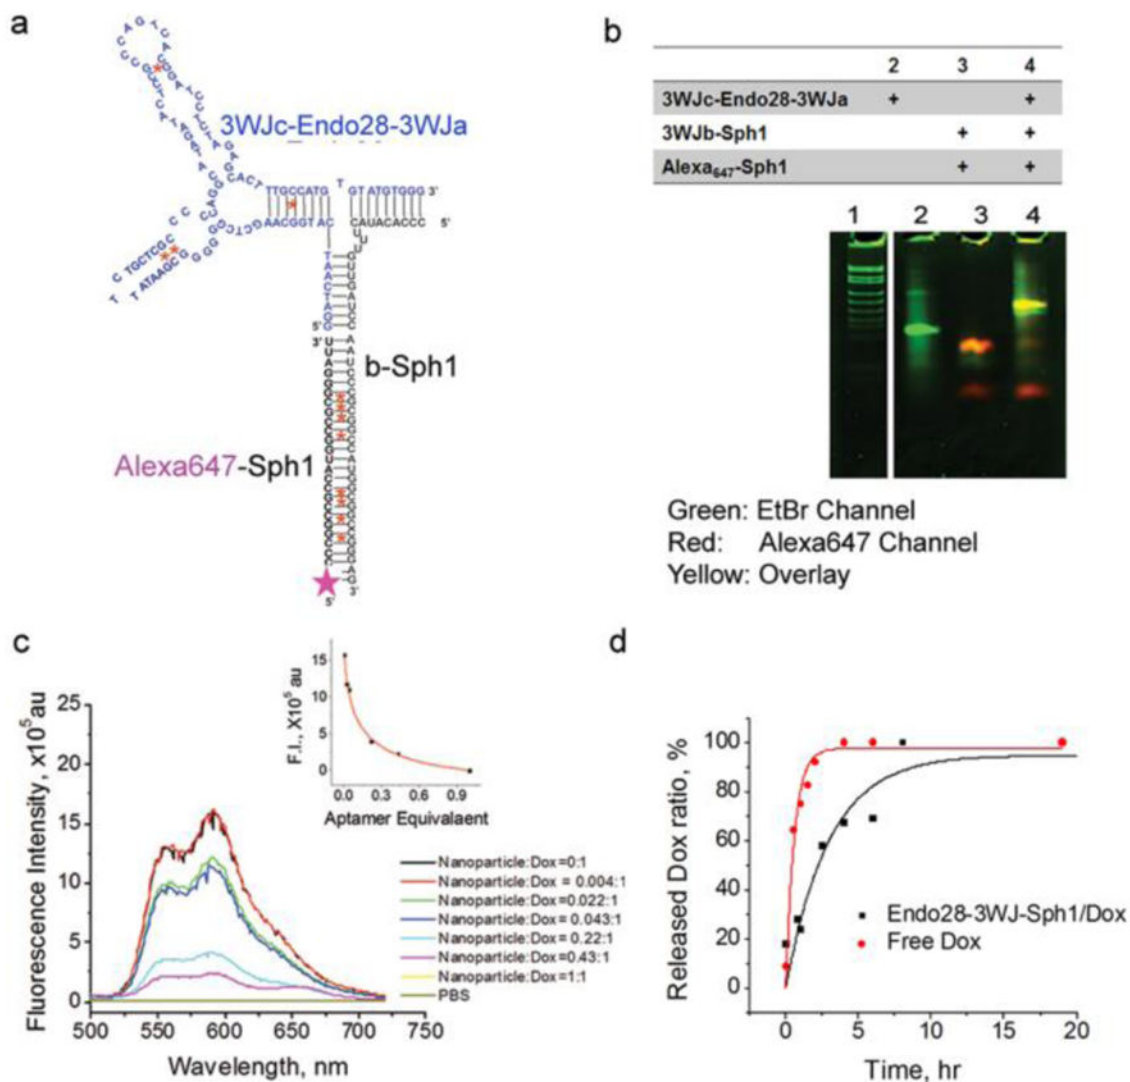 a
3WJc-Endo28-3WJa
TTGCCATG
T
GTATGTGGG 3'
CAUACACCC 5'
5'
3'
b-Sph1
Alexa647-Sph1
3'
5'
b
2 3 4
3WJc-Endo28-3WJa + +
3WJb-Sph1 + +
Alexa647-Sph1 + +
1 2 3 4
Green: EtBr Channel
Red: Alexa647 Channel
Yellow: Overlay
c
Fluorescence Intensity, x10⁵au
25
20
15
10
5
0
500 550 600 650 700 750
Wavelength, nm
F.I., X10⁵ au
15
10
5
0
0.0 0.3 0.6 0.9
Aptamer Equivalaent
Nanoparticle:Dox=0:1
Nanoparticle:Dox = 0.004:1
Nanoparticle:Dox=0.022:1
Nanoparticle:Dox = 0.043:1
Nanoparticle:Dox = 0.22:1
Nanoparticle:Dox=0.43:1
Nanoparticle:Dox=1:1
PBS
d
Released Dox ratio, %
100
80
60
40
20
0
Endo28-3WJ-Sph1/Dox
Free Dox
0 5 10 15 20
Time, hr